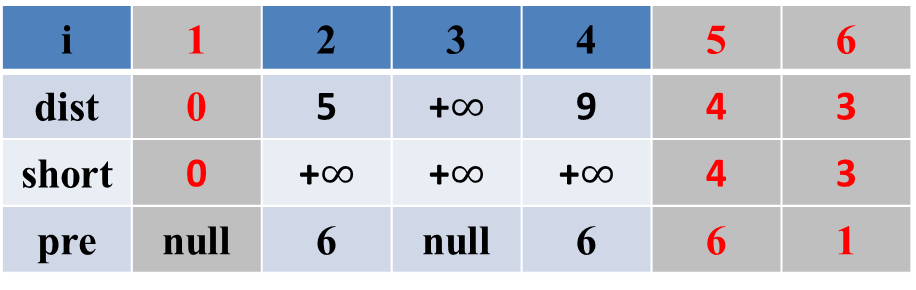 i 1 2 3 4 5 6
dist 0 5 +∞ +9 4 3
short 0 +∞ +∞ +∞ 4 3
pre null 6 null 6 6 1